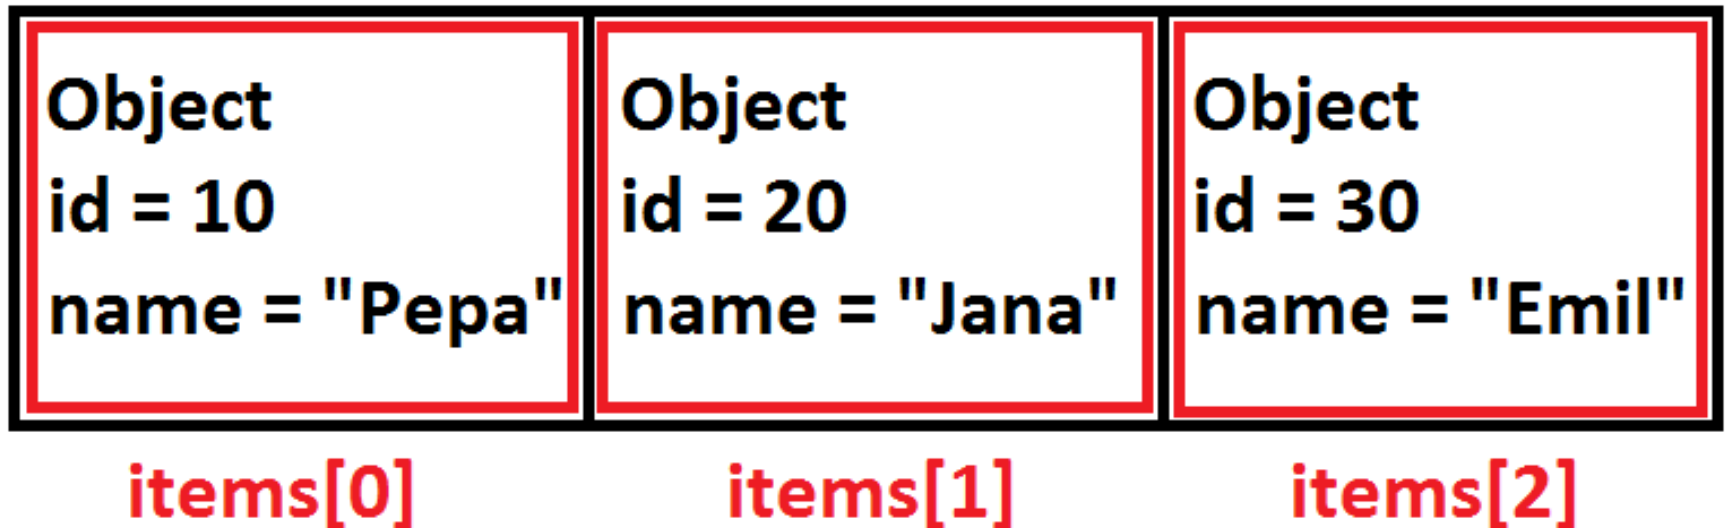 Object
id = 10
name = "Pepa"
Object
id = 20
name = "Jana"
Object
id = 30
name = "Emil"
items[0]
items[1]
items[2]